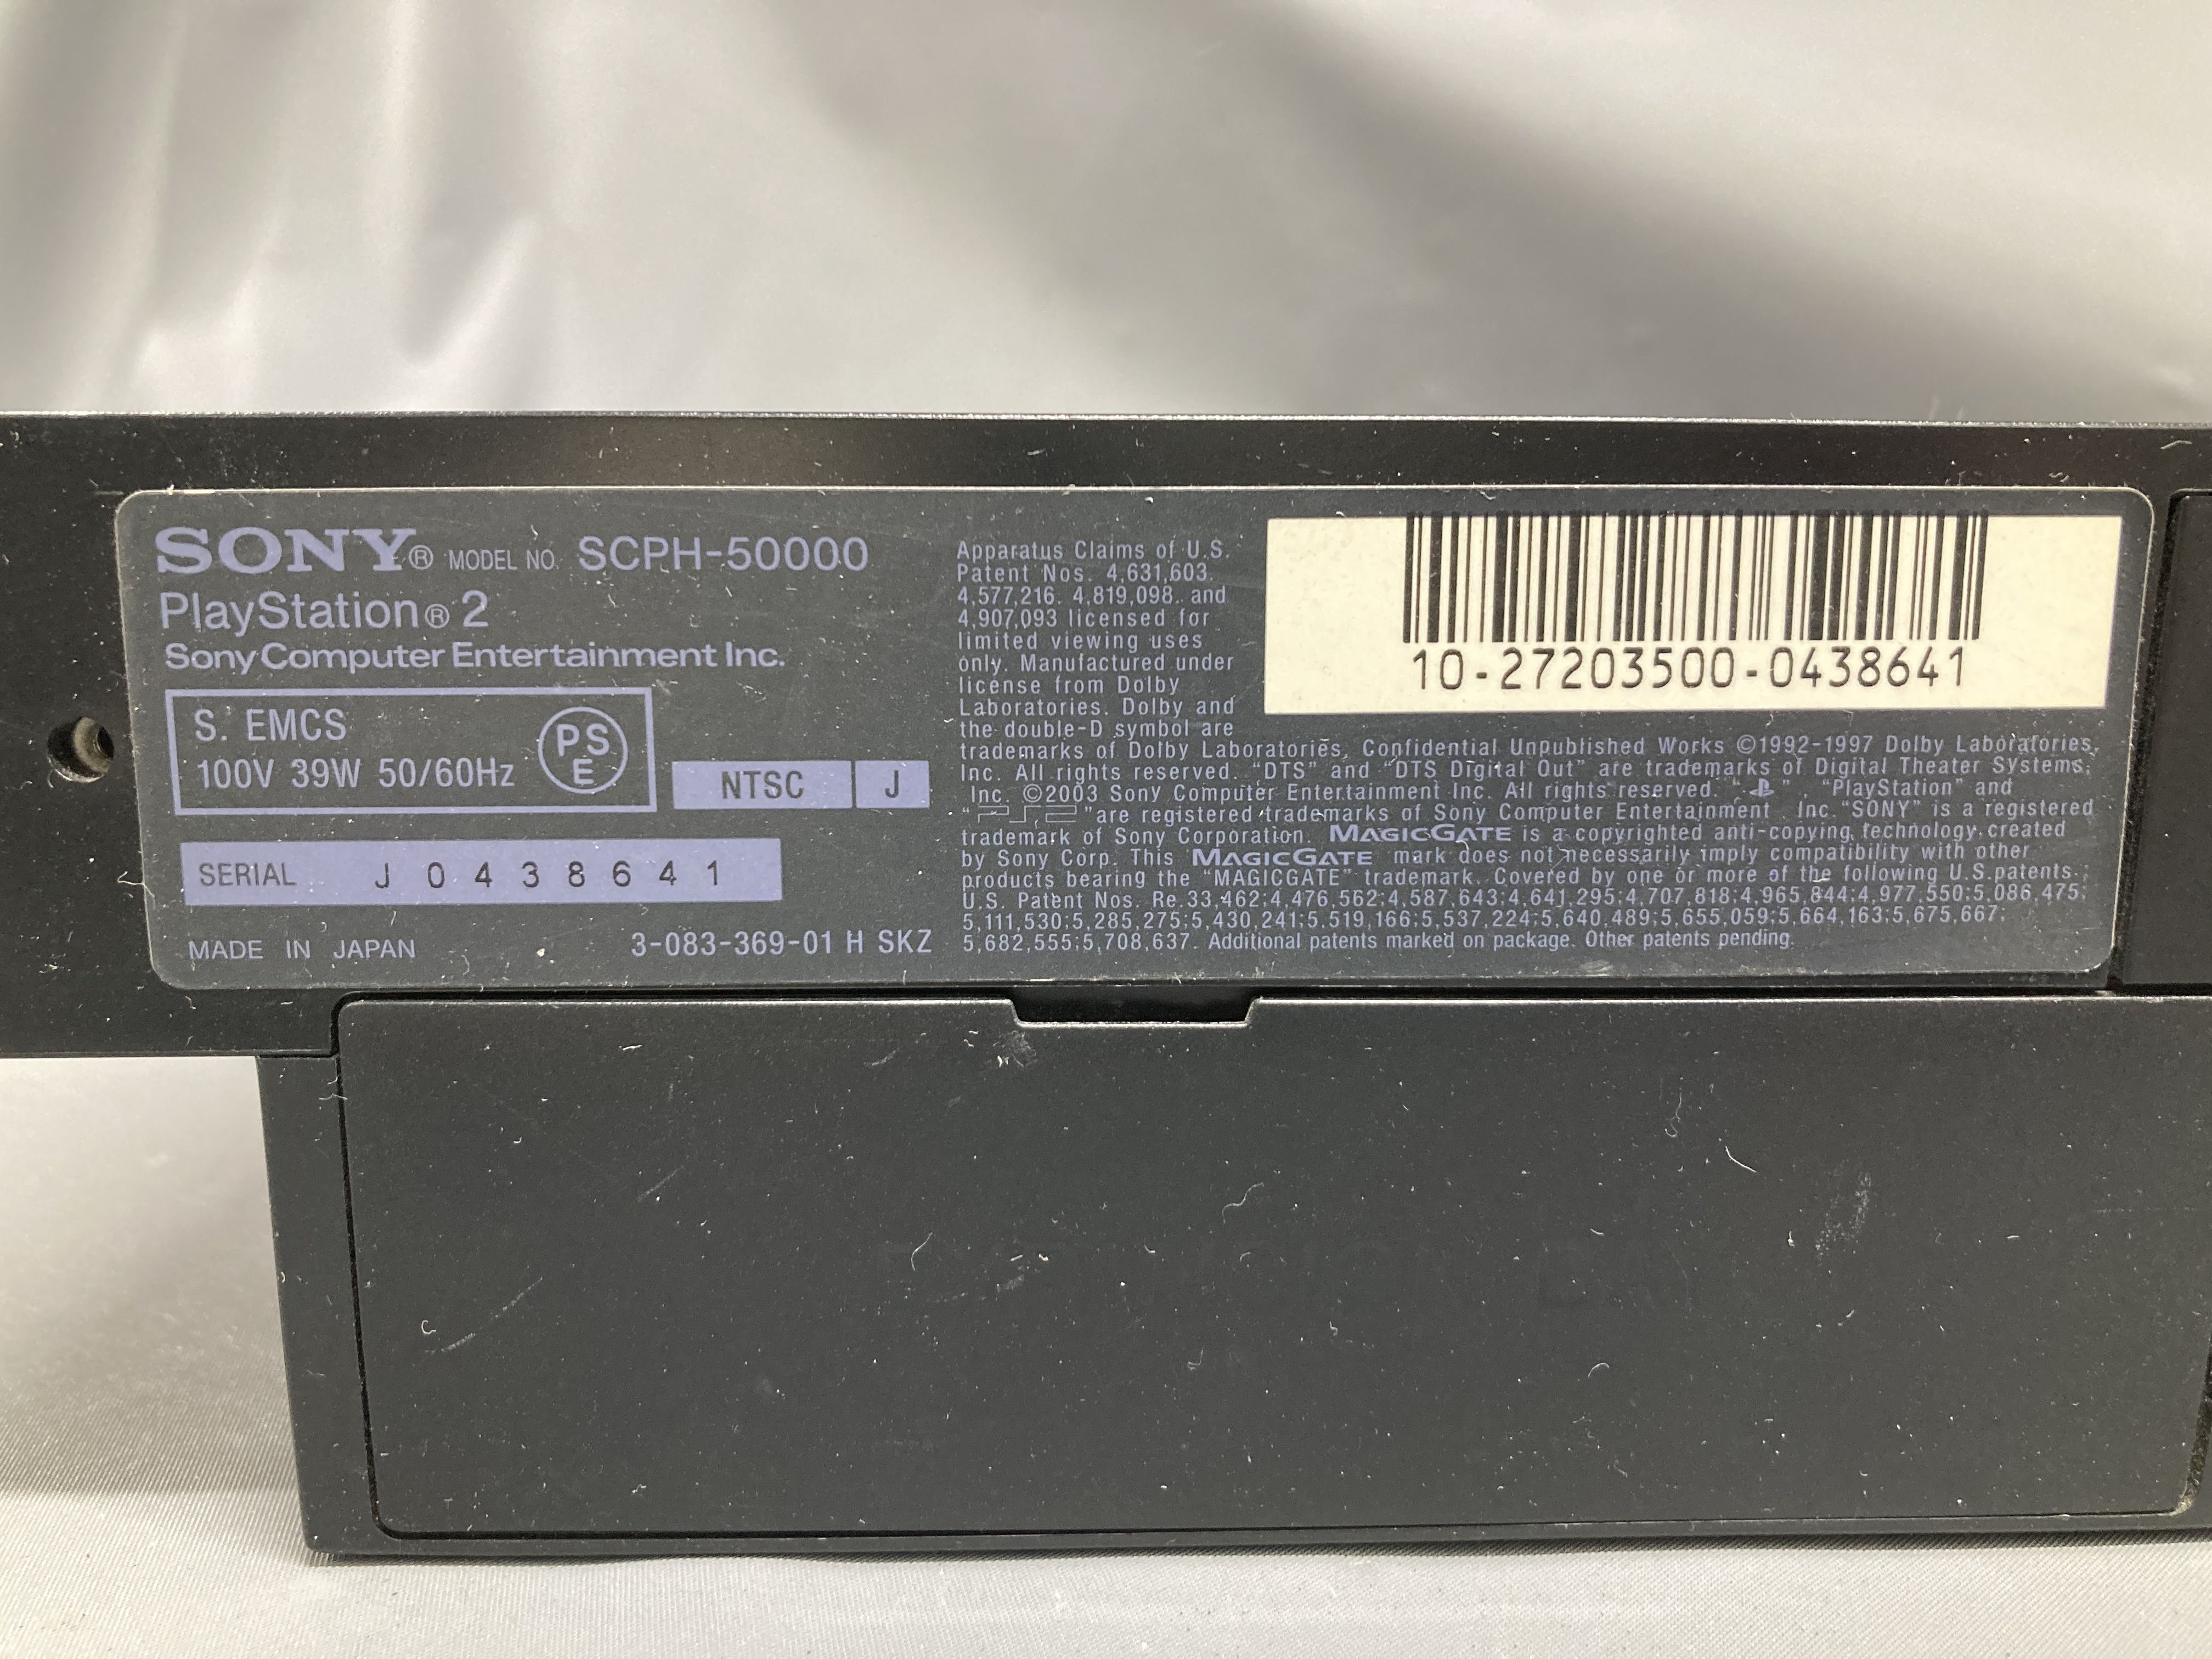 SONY® MODEL NO. SCPH-50000
PlayStation® 2
Sony Computer Entertainment Inc.
S. EMCS
100V 39W 50/60Hz
PS
E
NTSC J
SERIAL J0438641
MADE IN JAPAN
3-083-369-01 H SKZ
Apparatus Claims of U.S.
Patent Nos. 4,631,603.
4,577,216. 4,819,098. and
4,907,093 licensed for
limited viewing uses
only. Manufactured under
license from Dolby
Laboratories. Dolby and
the double-D symbol are
trademarks of Dolby Laboratories, Confidential Unpublished Works ©1992-1997 Dolby Laboratories,
Inc. All rights reserved. "DTS" and "DTS Digital Out" are trademarks of Digital Theater Systems,
Inc. ©2003 Sony Computer Entertainment Inc. All rights reserved. " ", "PlayStation" and
"PS2" are registered trademarks of Sony Computer Entertainment Inc. "SONY" is a registered
trademark of Sony Corporation. MAGICGATE is a copyrighted anti-copying technology created
by Sony Corp. This MAGICGATE mark does not necessarily imply compatibility with other
products bearing the "MAGICGATE" trademark. Covered by one or more of the following U.S.patents.:
U.S. Patent Nos. Re.33,462;4,476,562;4,587,643;4,641,295;4,707,818;4,965,844;4,977,550;5,086,475;
5,111,530;5,285,275;5,430,241;5,519,166;5,537,224;5,640,489;5,655,059;5,664,163;5,675,667;
5,682,555;5,708,637. Additional patents marked on package. Other patents pending.
10-27203500-0438641
EXPANSION BAY